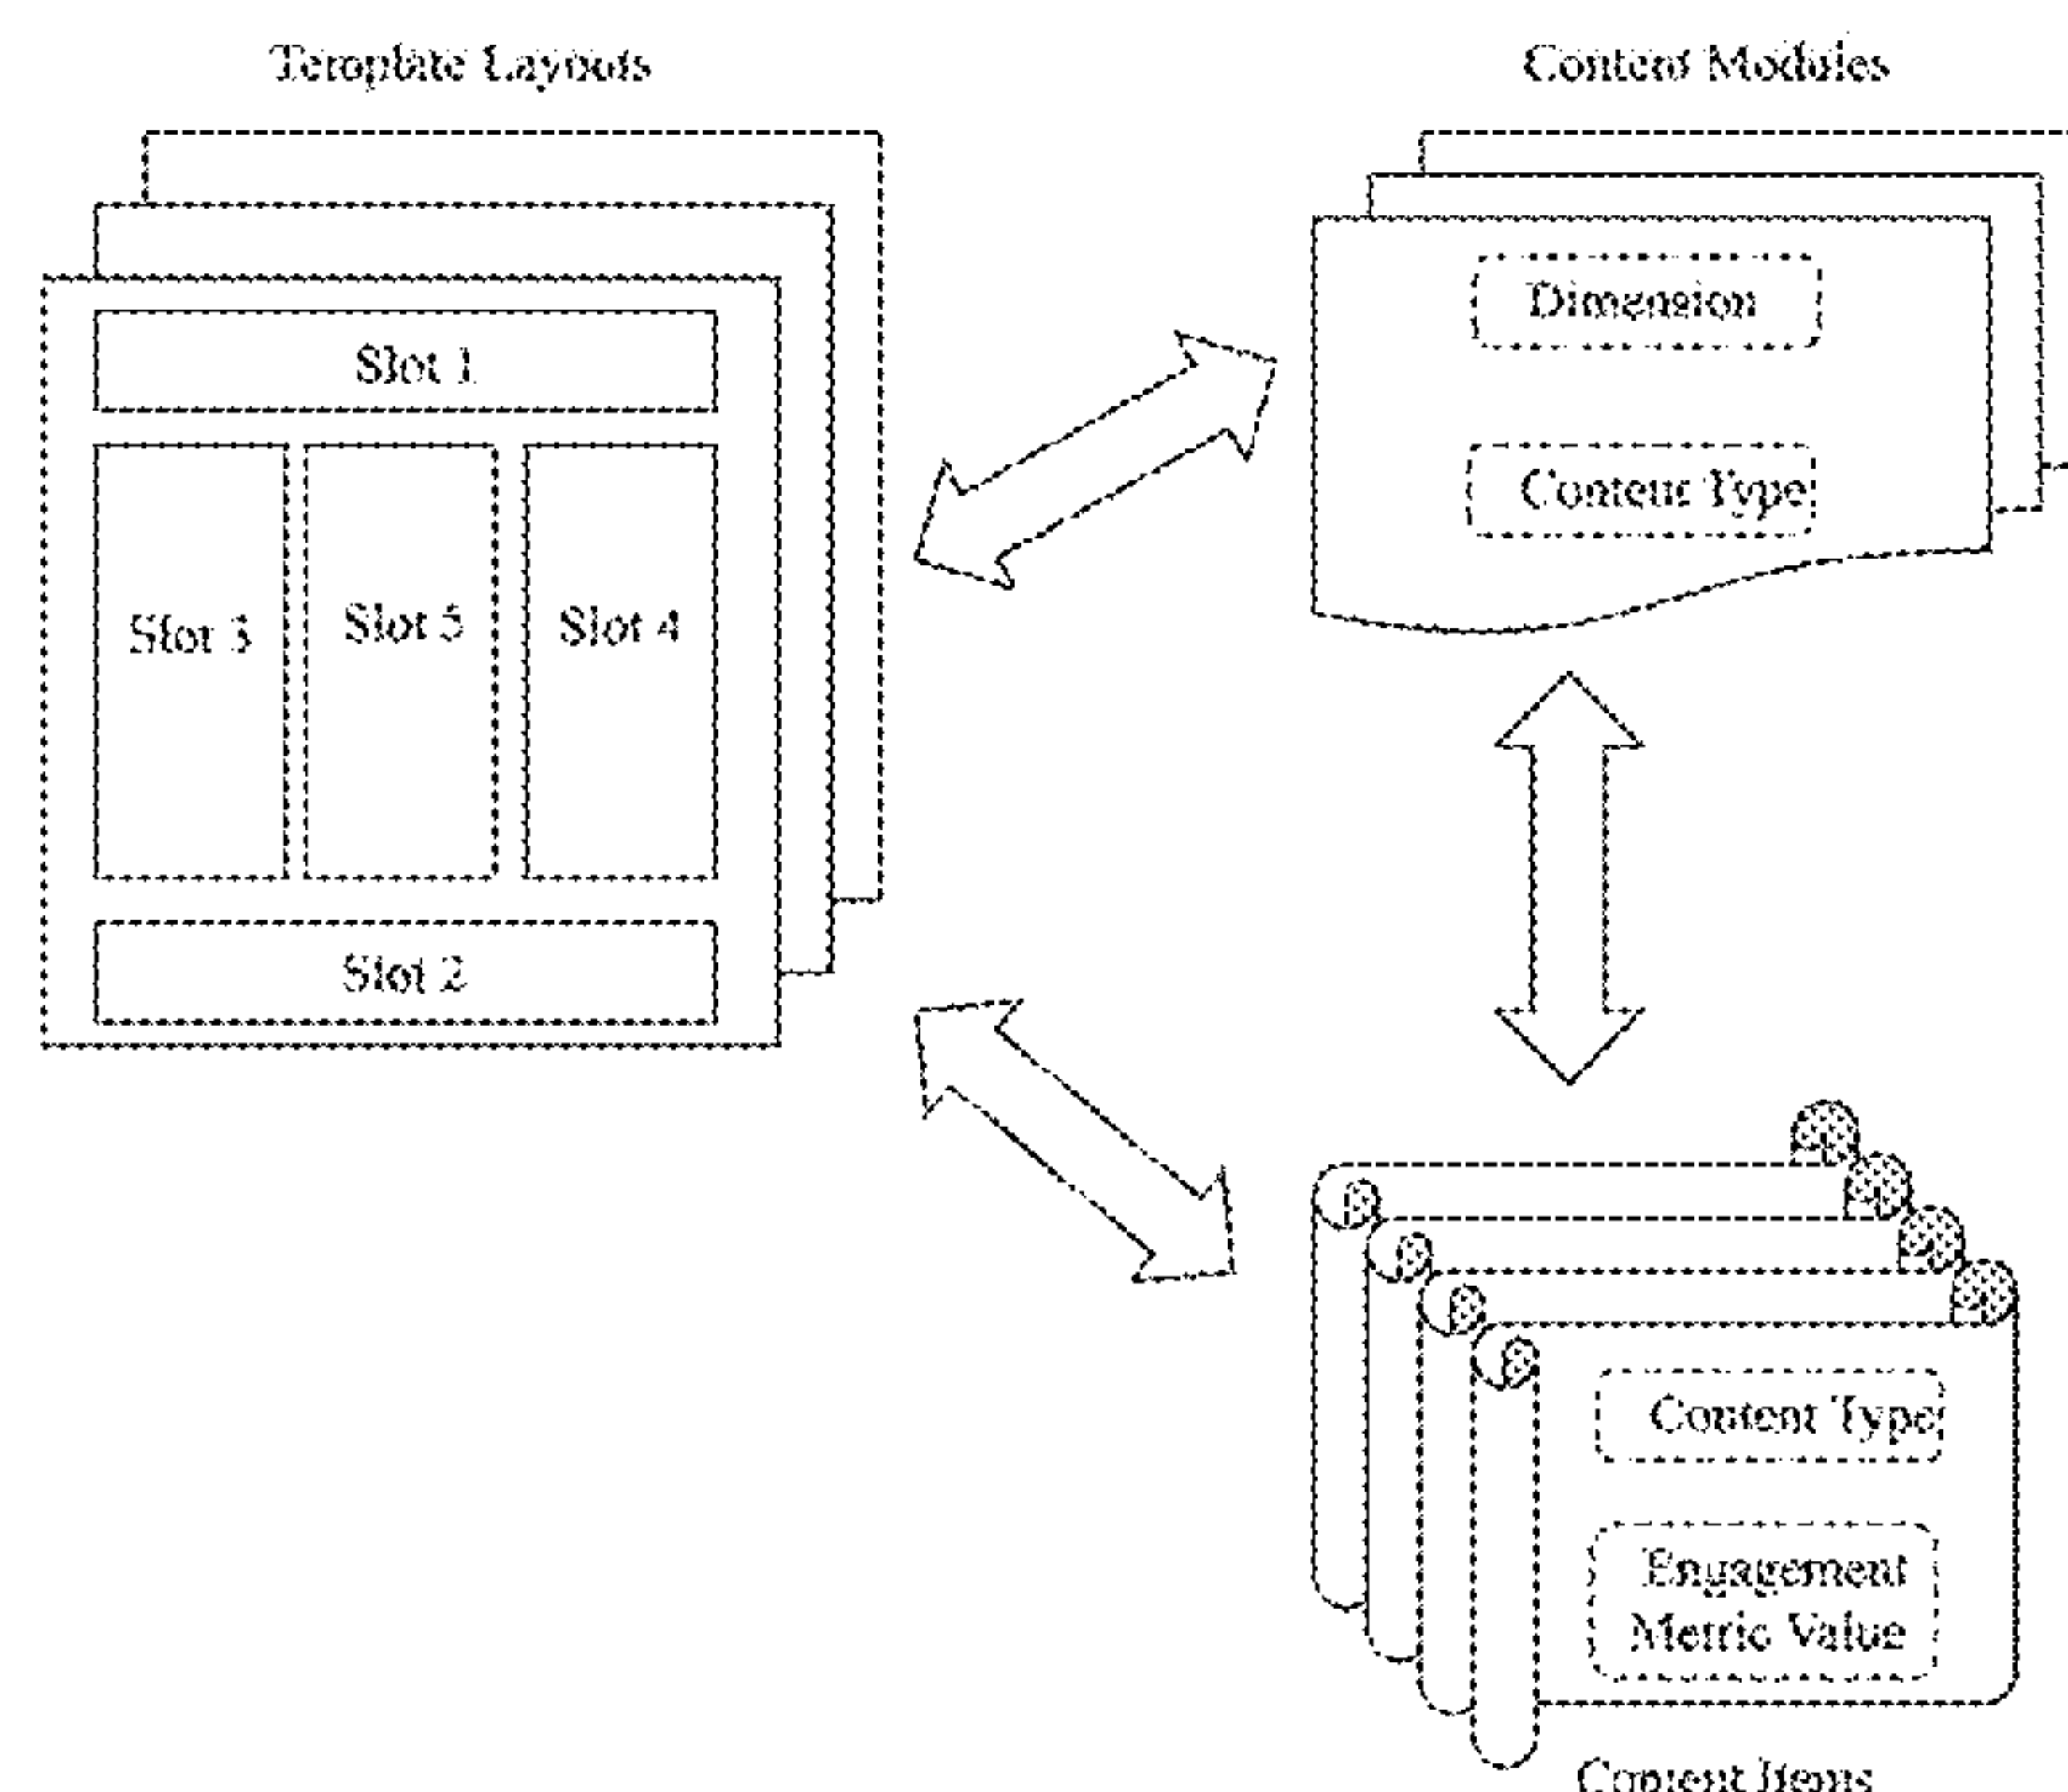 Template Layouts
Content Modules
Slot 1
Slot 3
Slot 5
Slot 4
Slot 2
Dimension
Content Type
Content Type
Engagement
Metric Value
Content Items